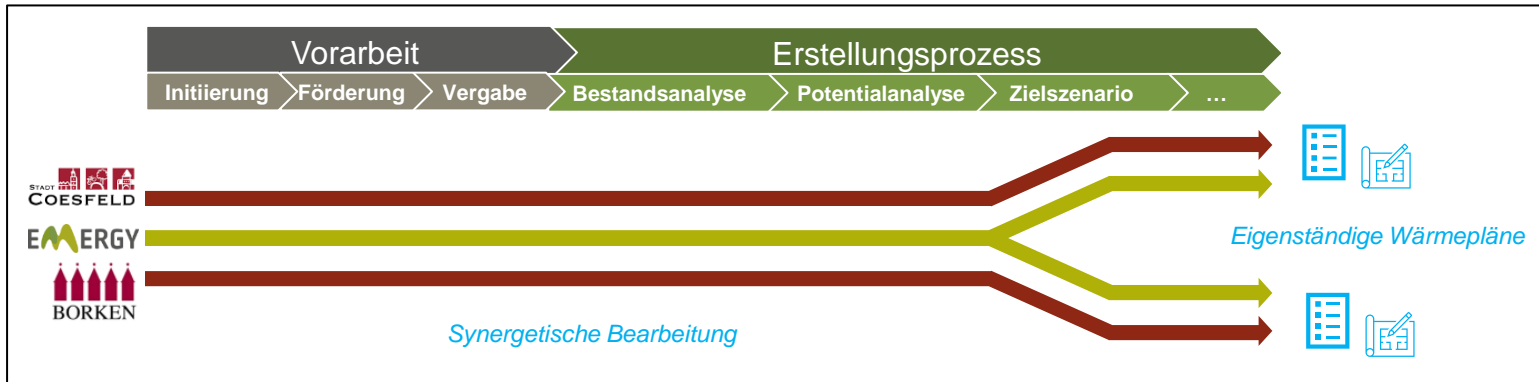 Vorarbeit
Erstellungsprozess
Initiierung
Förderung
Vergabe
Bestandsanalyse
Potentialanalyse
Zielszenario
...
STADT
COESFELD
EMERGY
BORKEN
Eigenständige Wärmepläne
Synergetische Bearbeitung